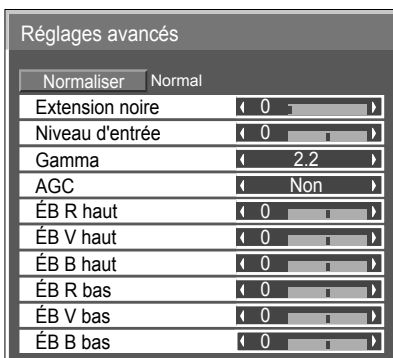 Réglages avancés
Normaliser Normal
Extension noire 0
Niveau d'entrée 0
Gamma 2.2
AGC Non
ÉB R haut 0
ÉB V haut 0
ÉB B haut 0
ÉB R bas 0
ÉB V bas 0
ÉB B bas 0